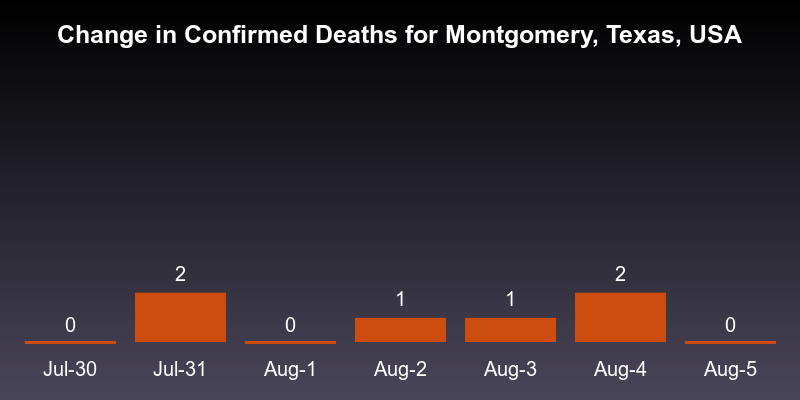 Change in Confirmed Deaths for Montgomery, Texas, USA
0 2 0 1 1 2 0
Jul-30 Jul-31 Aug-1 Aug-2 Aug-3 Aug-4 Aug-5